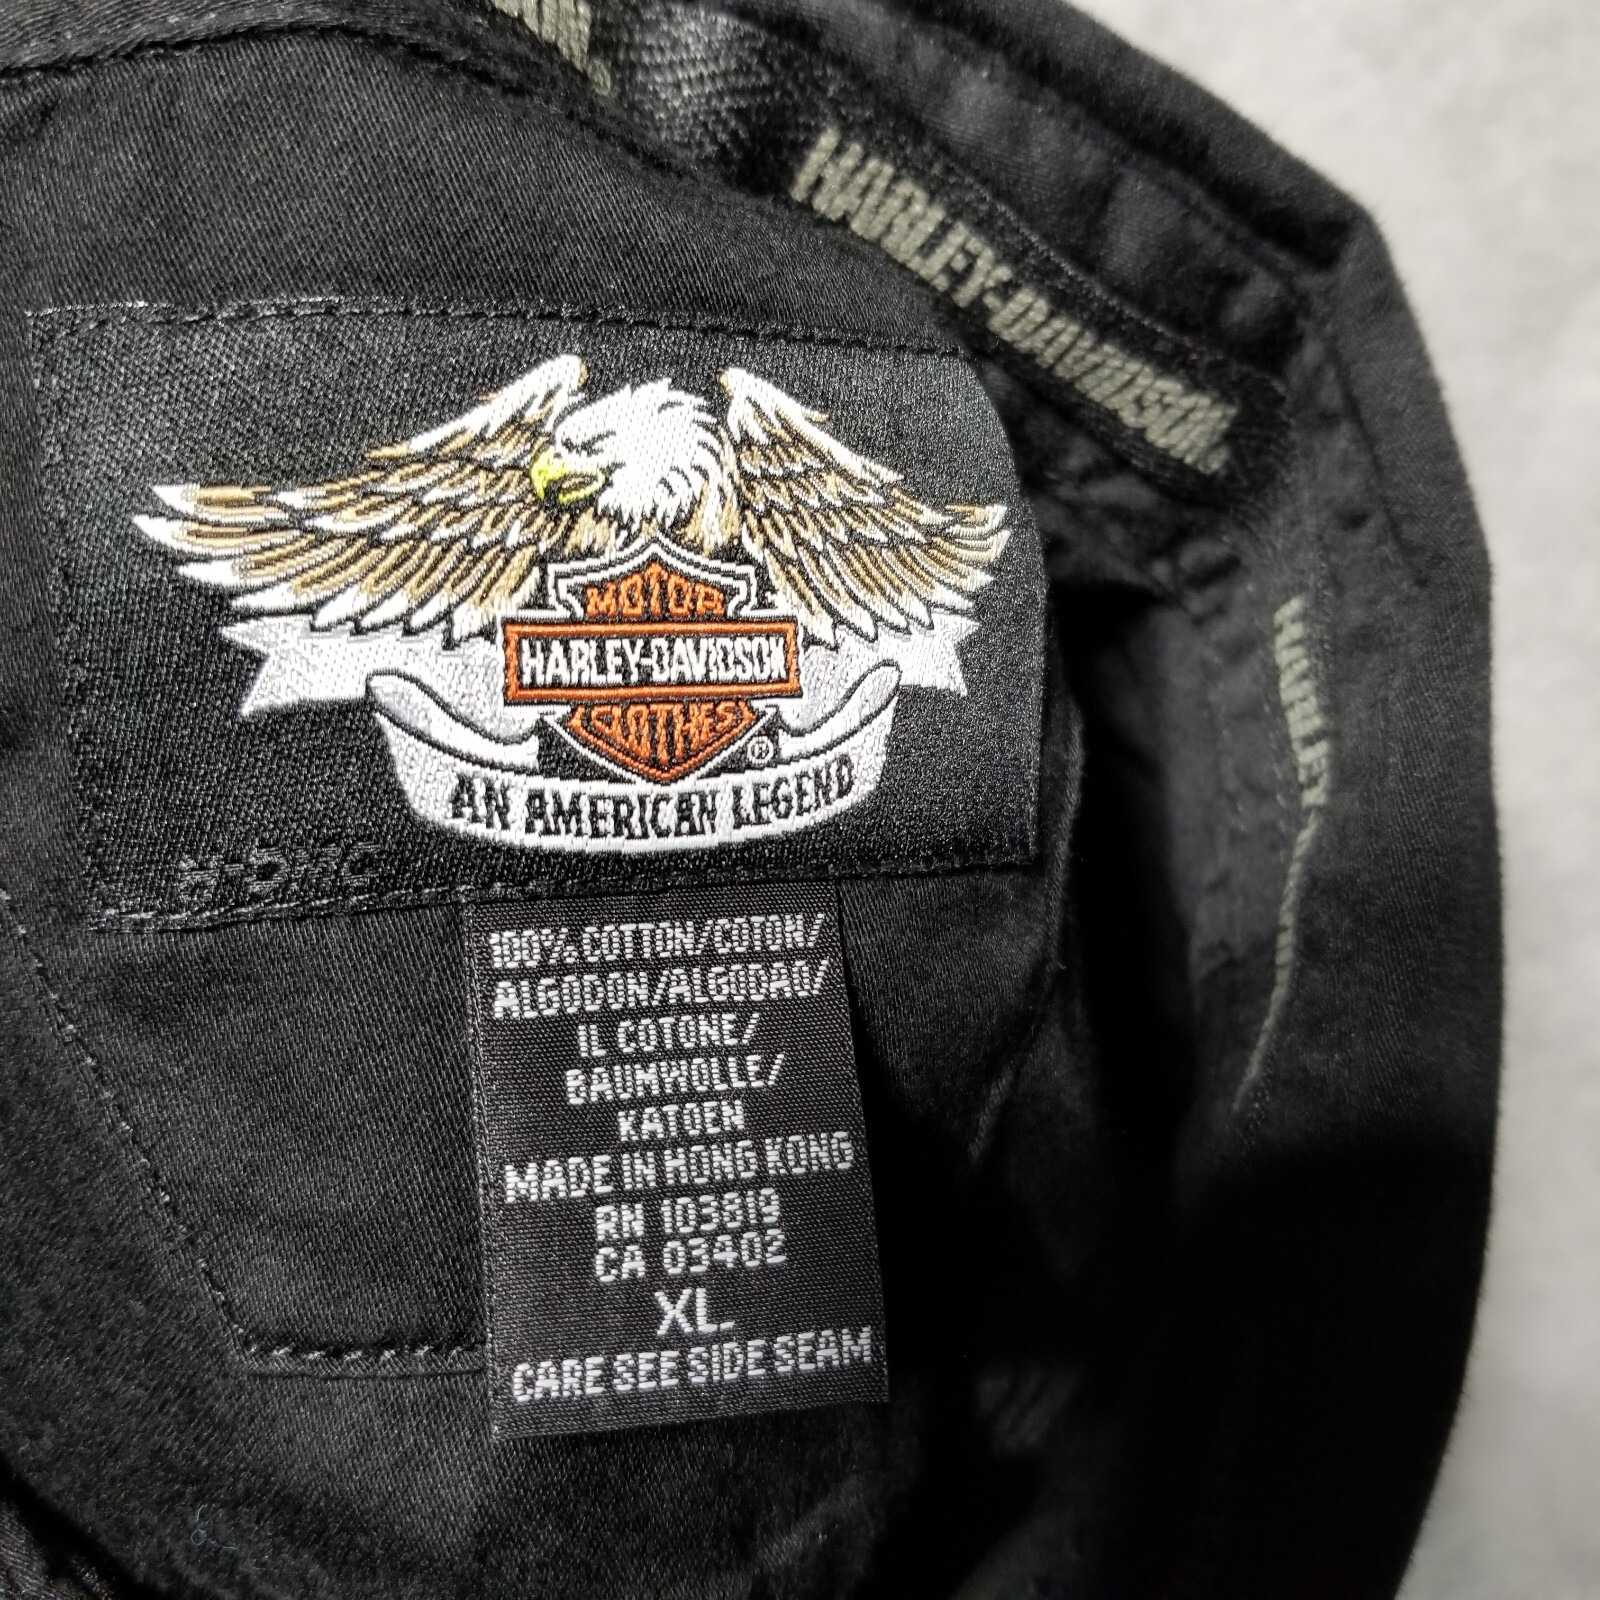 HARLEY-DAVIDSON
MOTOR
HARLEY-DAVIDSON
CLOTHES
®
AN AMERICAN LEGEND
H-DMC
HARLEY
100% COTTON/COTON/
ALGODON/ALGODAO/
IL COTONE/
BAUMWOLLE/
KATOEN
MADE IN HONG KONG
RN 103819
CA 03402
XL
CARE SEE SIDE SEAM